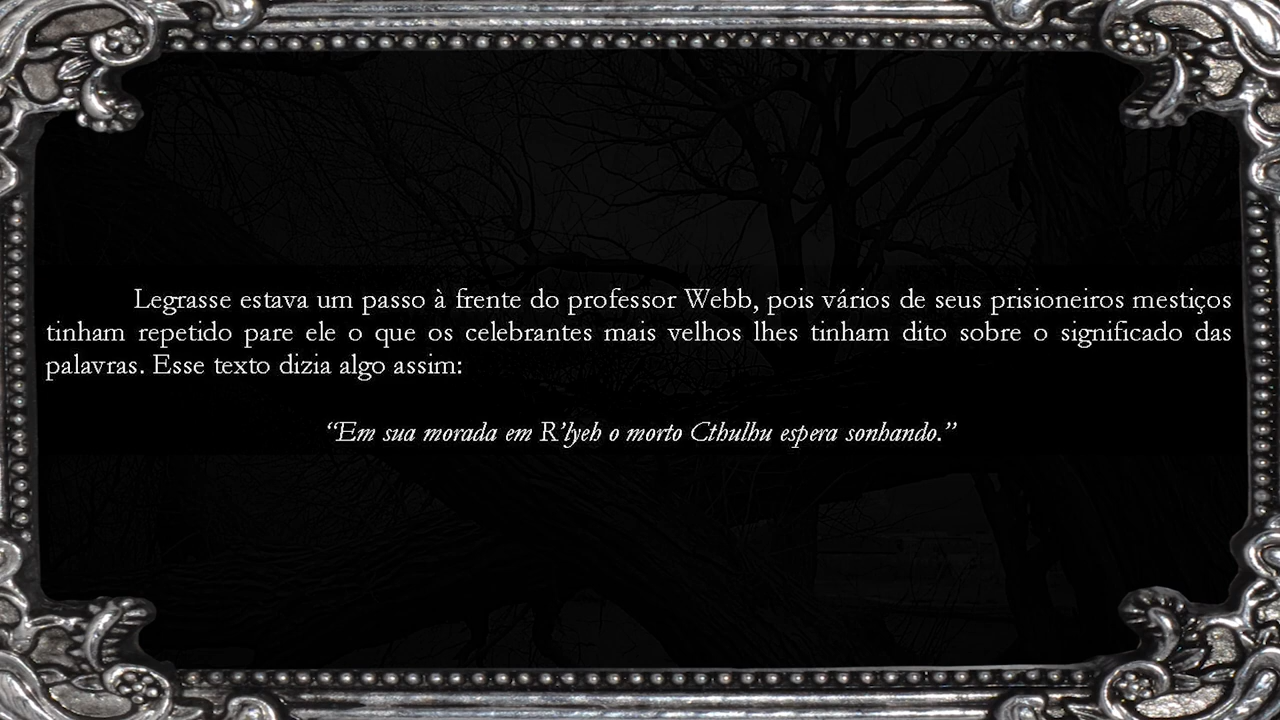 Legrasse estava um passo à frente do professor Webb, pois vários de seus prisioneiros mestiços
tinham repetido pare ele o que os celebrantes mais velhos lhes tinham dito sobre o significado das
palavras. Esse texto dizia algo assim:
“Em sua morada em R’lyeh o morto Cthulhu espera sonhando.”